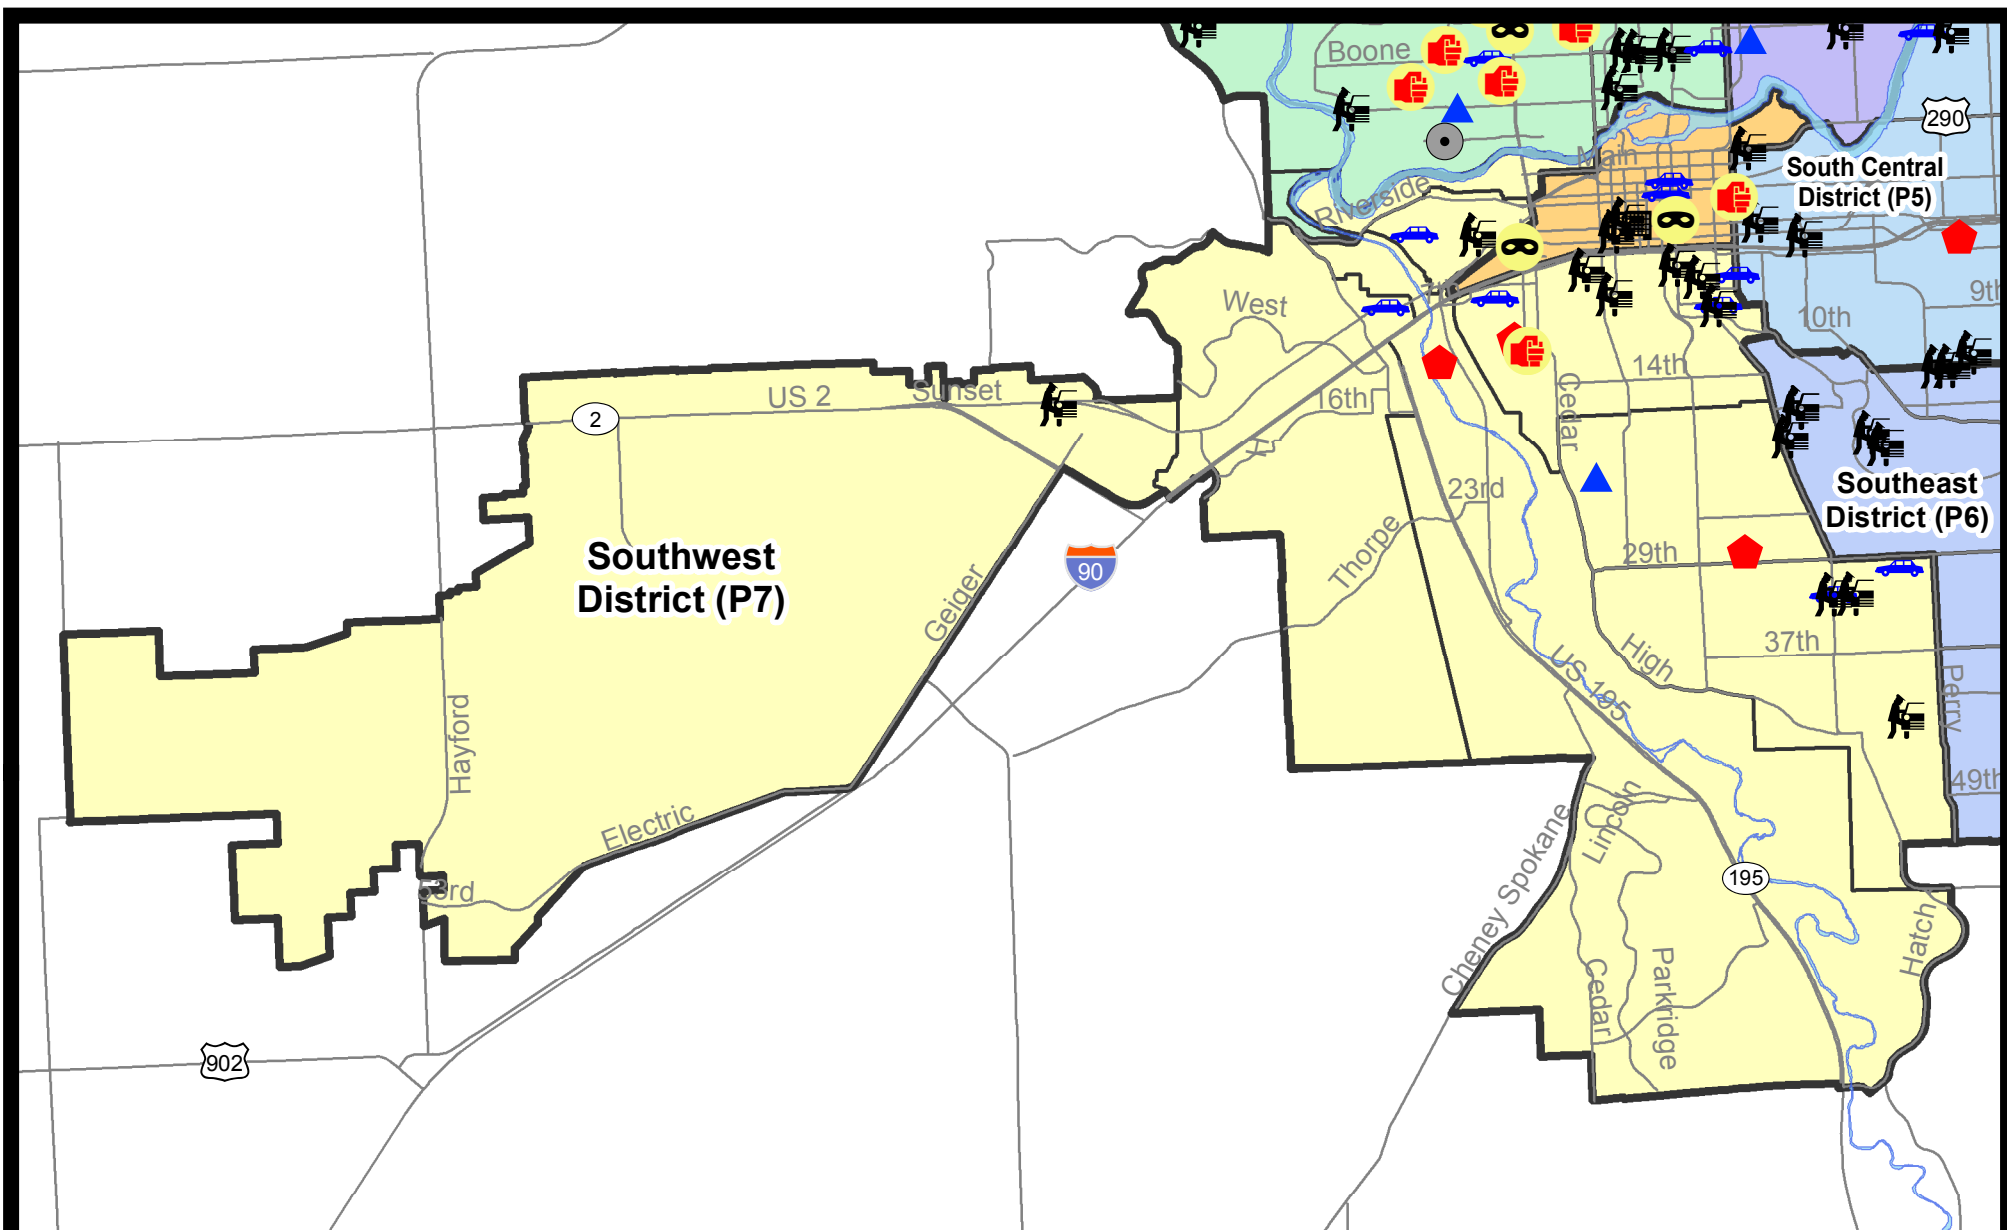 Boone
290
Main
South Central
District (P5)
Riverside
West
9th
10th
14th
US 2
Sunset
16th
Cedar
2
23rd
Southeast
District (P6)
Southwest
District (P7)
Thorpe
29th
90
Geiger
High
37th
US 195
Perry
Hayford
49th
Electric
Lincoln
Cheney Spokane
53rd
195
Hatch
Cedar
Parkridge
902